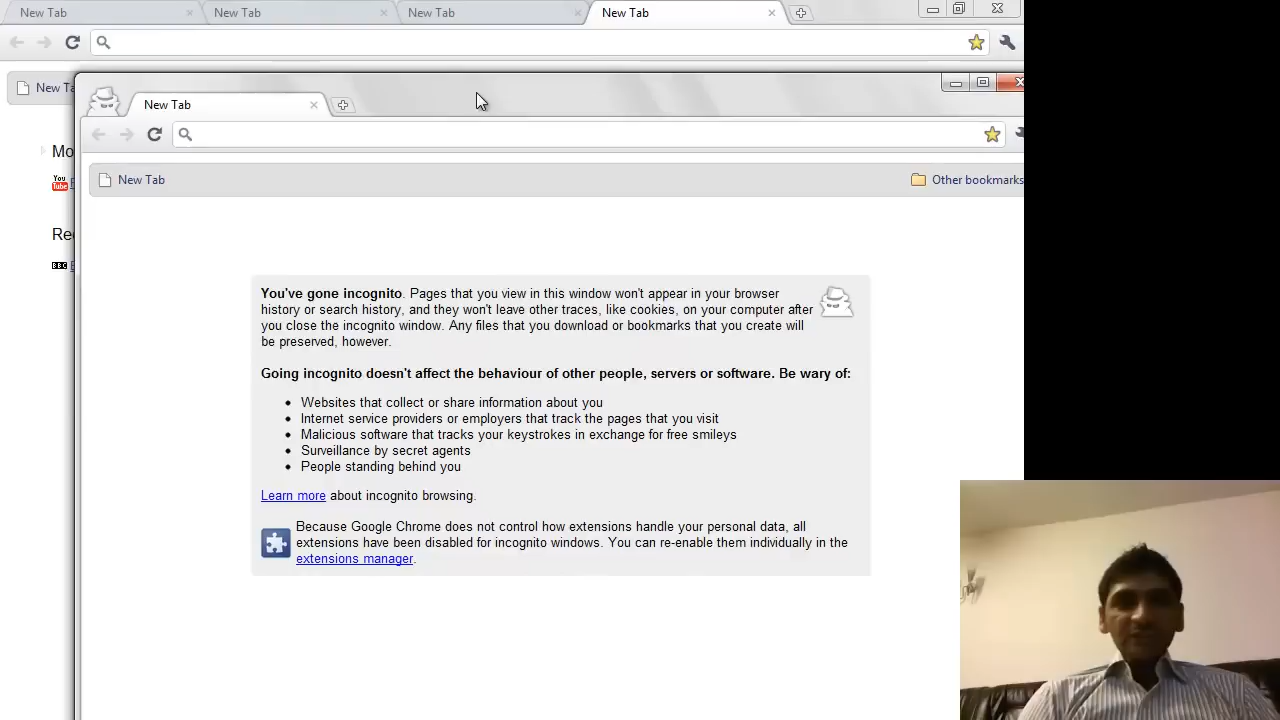 New Tab
New Tab
New Tab
New Tab
New Ta
New Tab
Mo
You
Tube
New Tab
Other bookmarks
Re
BBC
You've gone incognito. Pages that you view in this window won't appear in your browser
history or search history, and they won't leave other traces, like cookies, on your computer after
you close the incognito window. Any files that you download or bookmarks that you create will
be preserved, however.
Going incognito doesn't affect the behaviour of other people, servers or software. Be wary of:
• Websites that collect or share information about you
• Internet service providers or employers that track the pages that you visit
• Malicious software that tracks your keystrokes in exchange for free smileys
• Surveillance by secret agents
• People standing behind you
Learn more about incognito browsing.
Because Google Chrome does not control how extensions handle your personal data, all
extensions have been disabled for incognito windows. You can re-enable them individually in the
extensions manager.